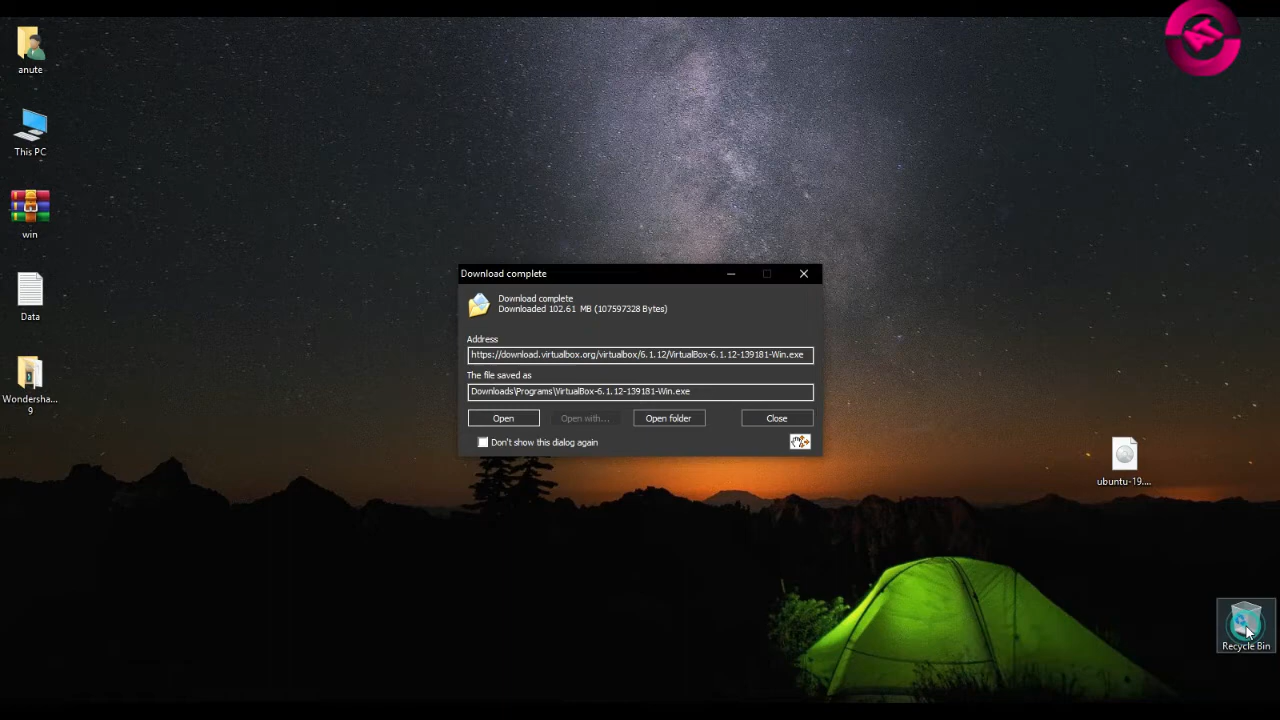 anute
This PC
win
Data
Wondersha...
9
Download complete
Download complete
Downloaded 102.61 MB (107597328 Bytes)
Address
https://download.virtualbox.org/virtualbox/6.1.12/VirtualBox-6.1.12-139181-Win.exe
The file saved as
Downloads\Programs\VirtualBox-6.1.12-139181-Win.exe
Open
Open with...
Open folder
Close
Don't show this dialog again
ubuntu-19....
Recycle Bin